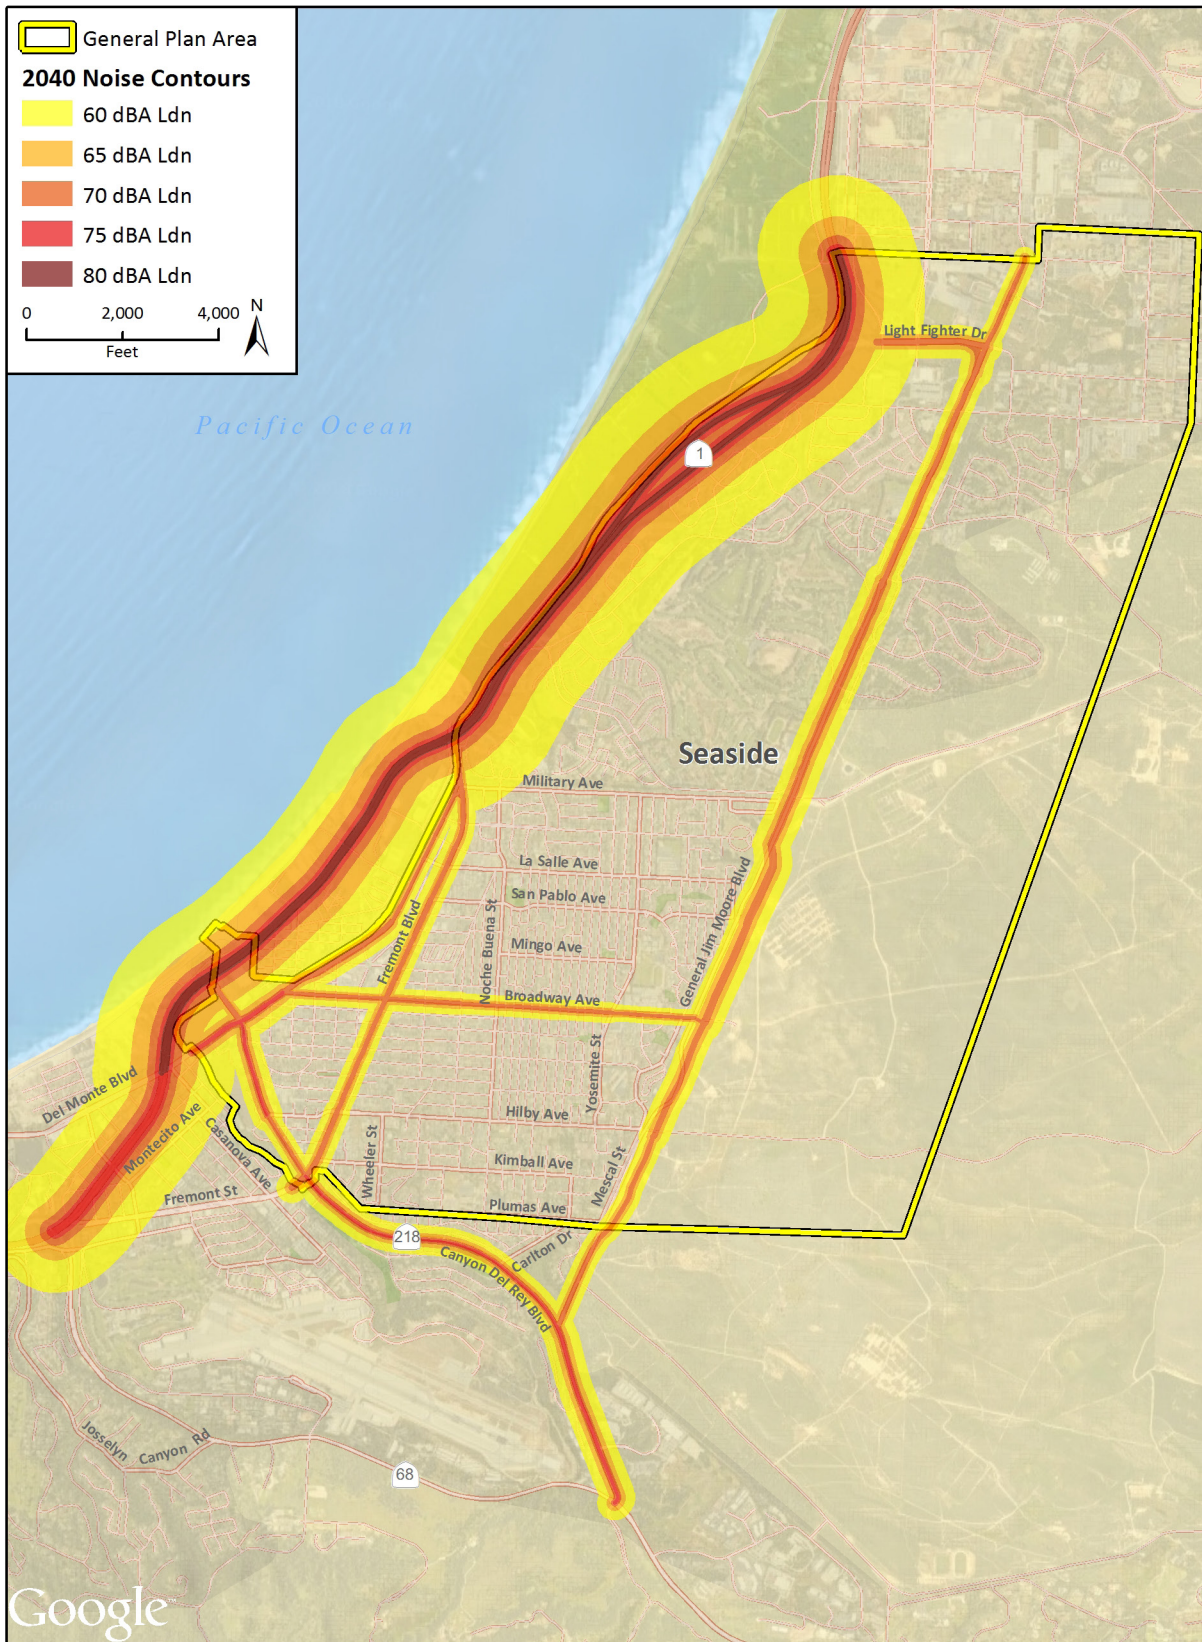 General Plan Area
2040 Noise Contours
60 dBA Ldn
65 dBA Ldn
70 dBA Ldn
75 dBA Ldn
80 dBA Ldn
0 2,000 4,000
Feet
N
Light Fighter Dr
Pacific Ocean
1
Seaside
Military Ave
La Salle Ave
San Pablo Ave
Fremont Blvd
Noche Buena St
Mingo Ave
General Jim Moore Blvd
Broadway Ave
Yosemite St
Del Monte Blvd
Montecito Ave
Casanova Ave
Hilby Ave
Wheeler St
Kimball Ave
Mescal St
Fremont St
Plumas Ave
218
Carlton Dr
Canyon Del Rey Blvd
Josselyn Canyon Rd
68
Google